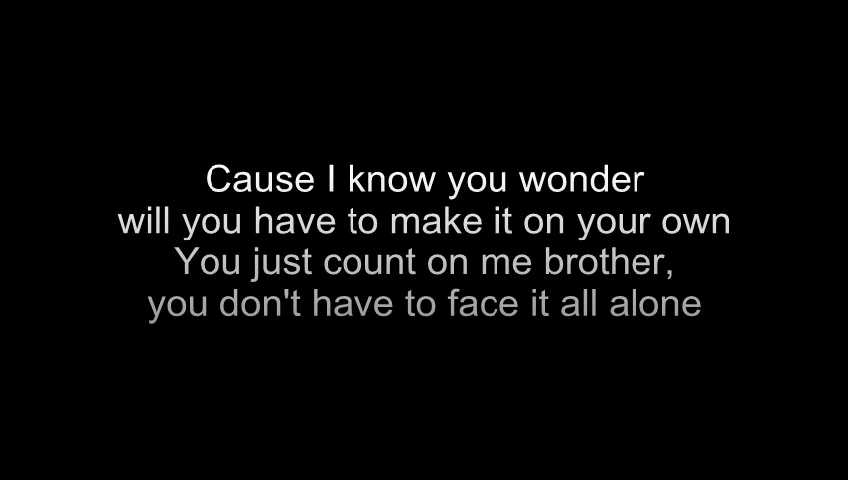 Cause I know you wonder
will you have to make it on your own
You just count on me brother,
you don't have to face it all alone